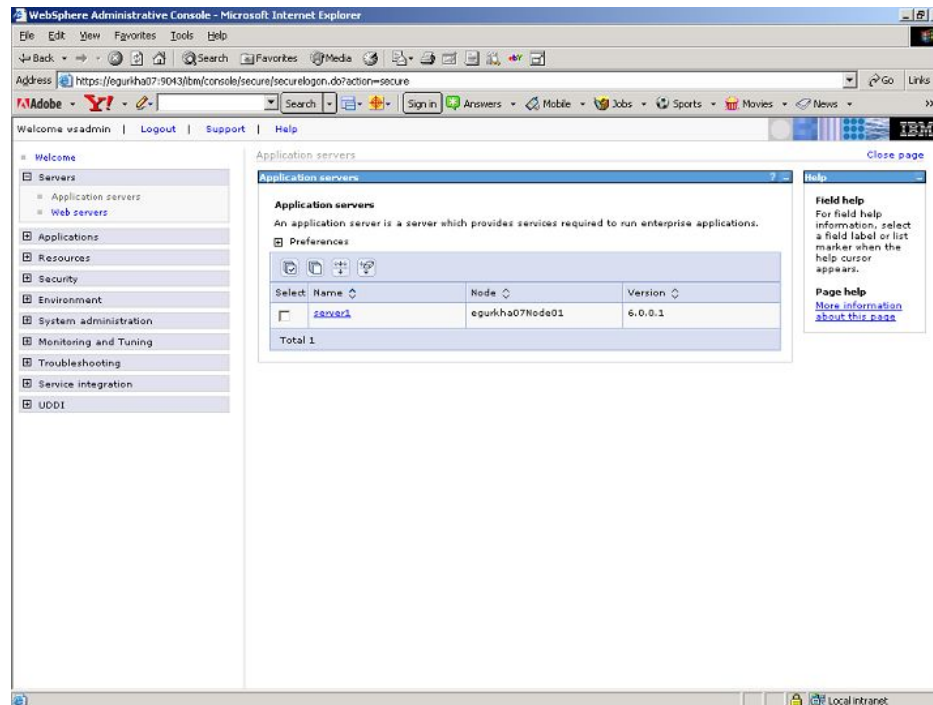 WebSphere Administrative Console - Microsoft Internet Explorer
File Edit View Favorites Tools Help
Back Search Favorites Media
Address https://egurkha07:9043/ibm/console/secure/securelogon.do?action=secure Go Links
Adobe Y! Search Sign in Answers Mobile Jobs Sports Movies News
Welcome vsadmin | Logout | Support | Help IBM
Welcome
Servers
Application servers
Web servers
Applications
Resources
Security
Environment
System administration
Monitoring and Tuning
Troubleshooting
Service integration
UDDI
Application servers Close page
Application servers ?
Application servers
An application server is a server which provides services required to run enterprise applications.
Preferences
Select Name Node Version
server1 egurkha07Node01 6.0.0.1
Total 1
Help
Field help
For field help
information, select
a field label or list
marker when the
help cursor
appears.
Page help
More information
about this page
Local intranet